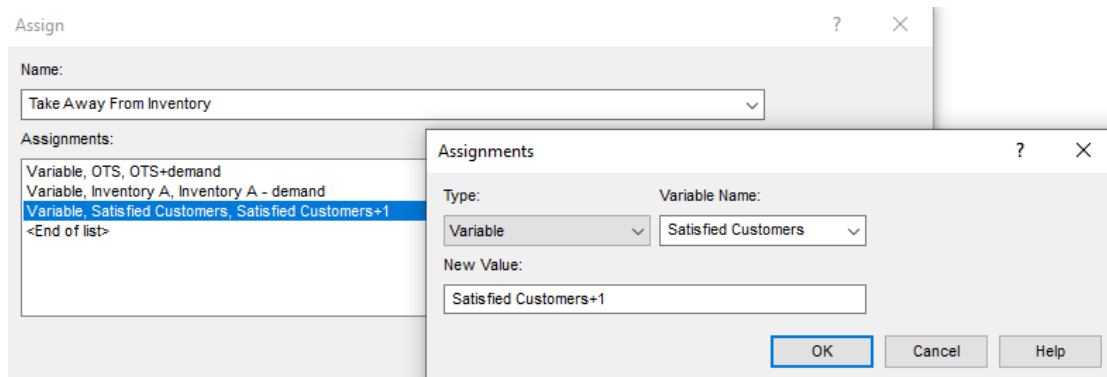 Assign ? ×
Name:
Take Away From Inventory
Assignments:
Variable, OTS, OTS+demand
Variable, Inventory A, Inventory A - demand
Variable, Satisfied Customers, Satisfied Customers+1
<End of list>
Assignments ? ×
Type: Variable Name:
Variable Satisfied Customers
New Value:
Satisfied Customers+1
OK Cancel Help